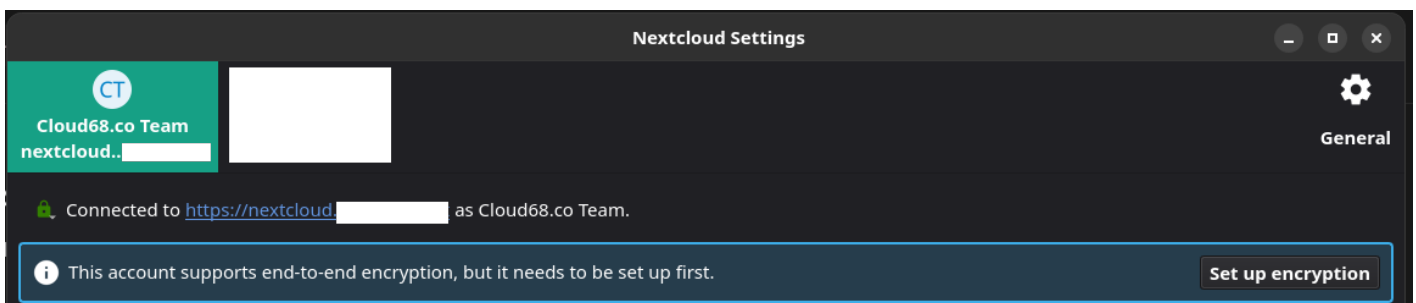 Nextcloud Settings
CT
Cloud68.co Team
nextcloud..
General
Connected to https://nextcloud. as Cloud68.co Team.
This account supports end-to-end encryption, but it needs to be set up first.
Set up encryption